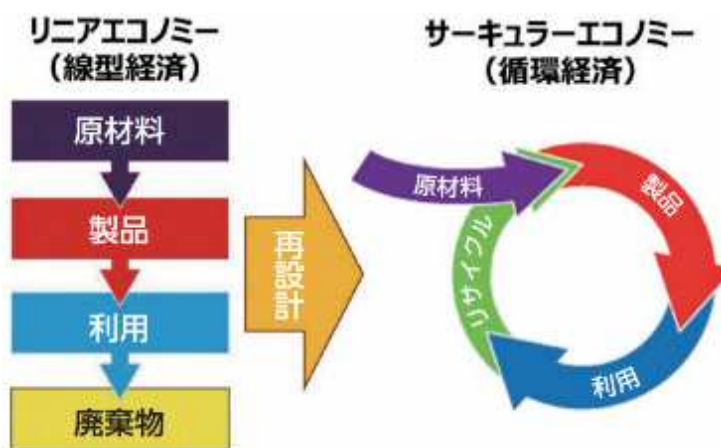 リニアエコノミー
(線型経済)
原材料
製品
利用
廃棄物
再設計
サーキュラーエコノミー
(循環経済)
原材料
製品
利用
リサイクル